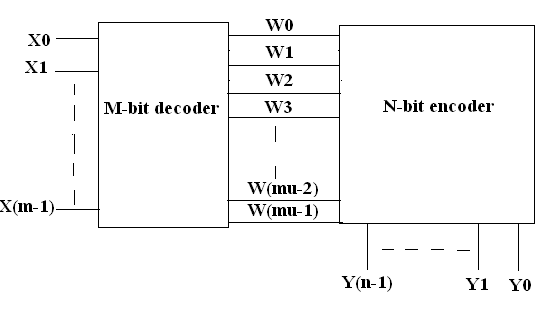 W0
X0
W1
X1
W2
M-bit decoder
W3
N-bit encoder
W(mu-2)
X(m-1)
W(mu-1)
Y(n-1)
Y1
Y0